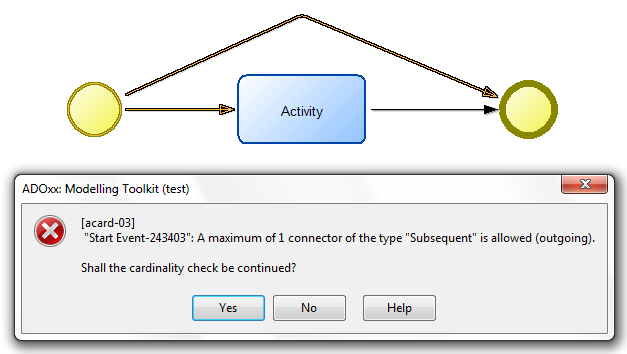 Activity
ADOxx: Modelling Toolkit (test)
[acard-03]
"Start Event-243403": A maximum of 1 connector of the type "Subsequent" is allowed (outgoing).
Shall the cardinality check be continued?
Yes No Help